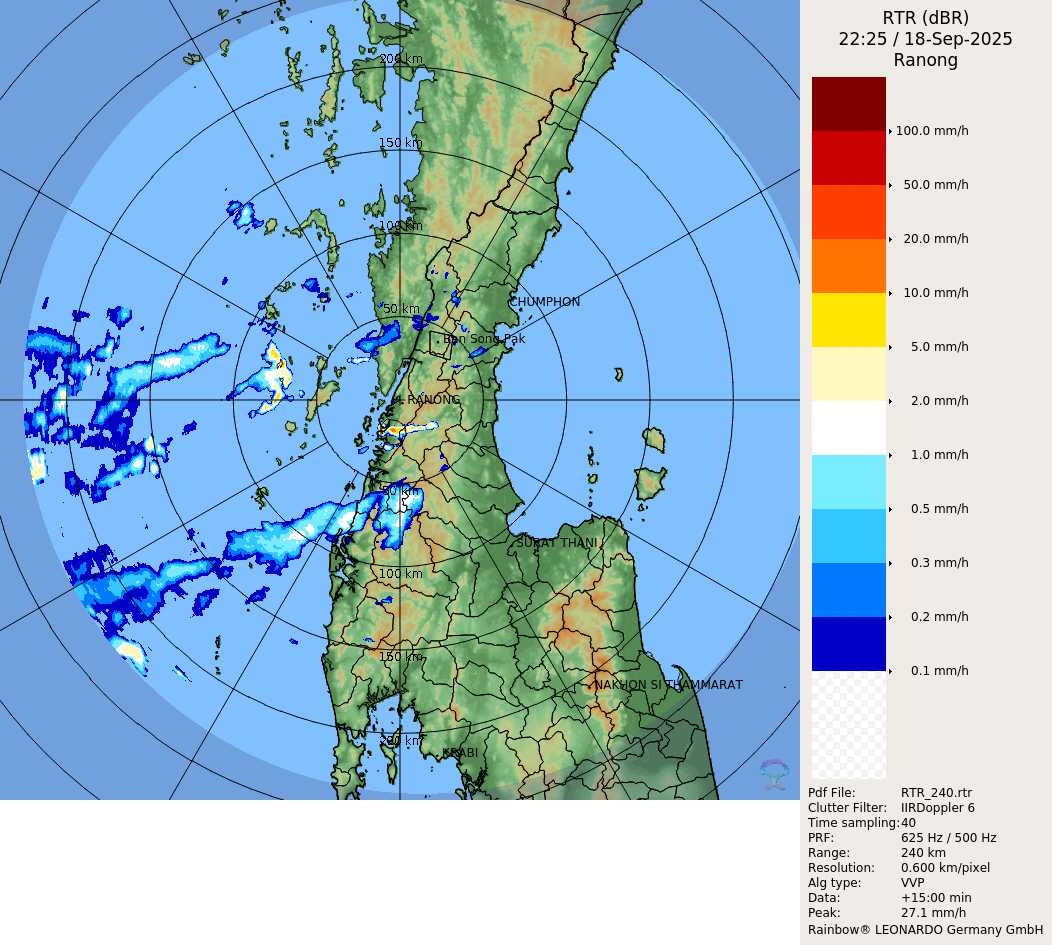 200 km
150 km
100 km
50 km
CHUMPHON
Ban Song Pak
RANONG
50 km
SURAT THANI
100 km
150 km
NAKHON SI THAMMARAT
200 km
KRABI
RTR (dBR)
22:25 / 18-Sep-2025
Ranong
100.0 mm/h
50.0 mm/h
20.0 mm/h
10.0 mm/h
5.0 mm/h
2.0 mm/h
1.0 mm/h
0.5 mm/h
0.3 mm/h
0.2 mm/h
0.1 mm/h
Pdf File: RTR_240.rtr
Clutter Filter: IIRDoppler 6
Time sampling: 40
PRF: 625 Hz / 500 Hz
Range: 240 km
Resolution: 0.600 km/pixel
Alg type: VVP
Data: +15:00 min
Peak: 27.1 mm/h
Rainbow® LEONARDO Germany GmbH